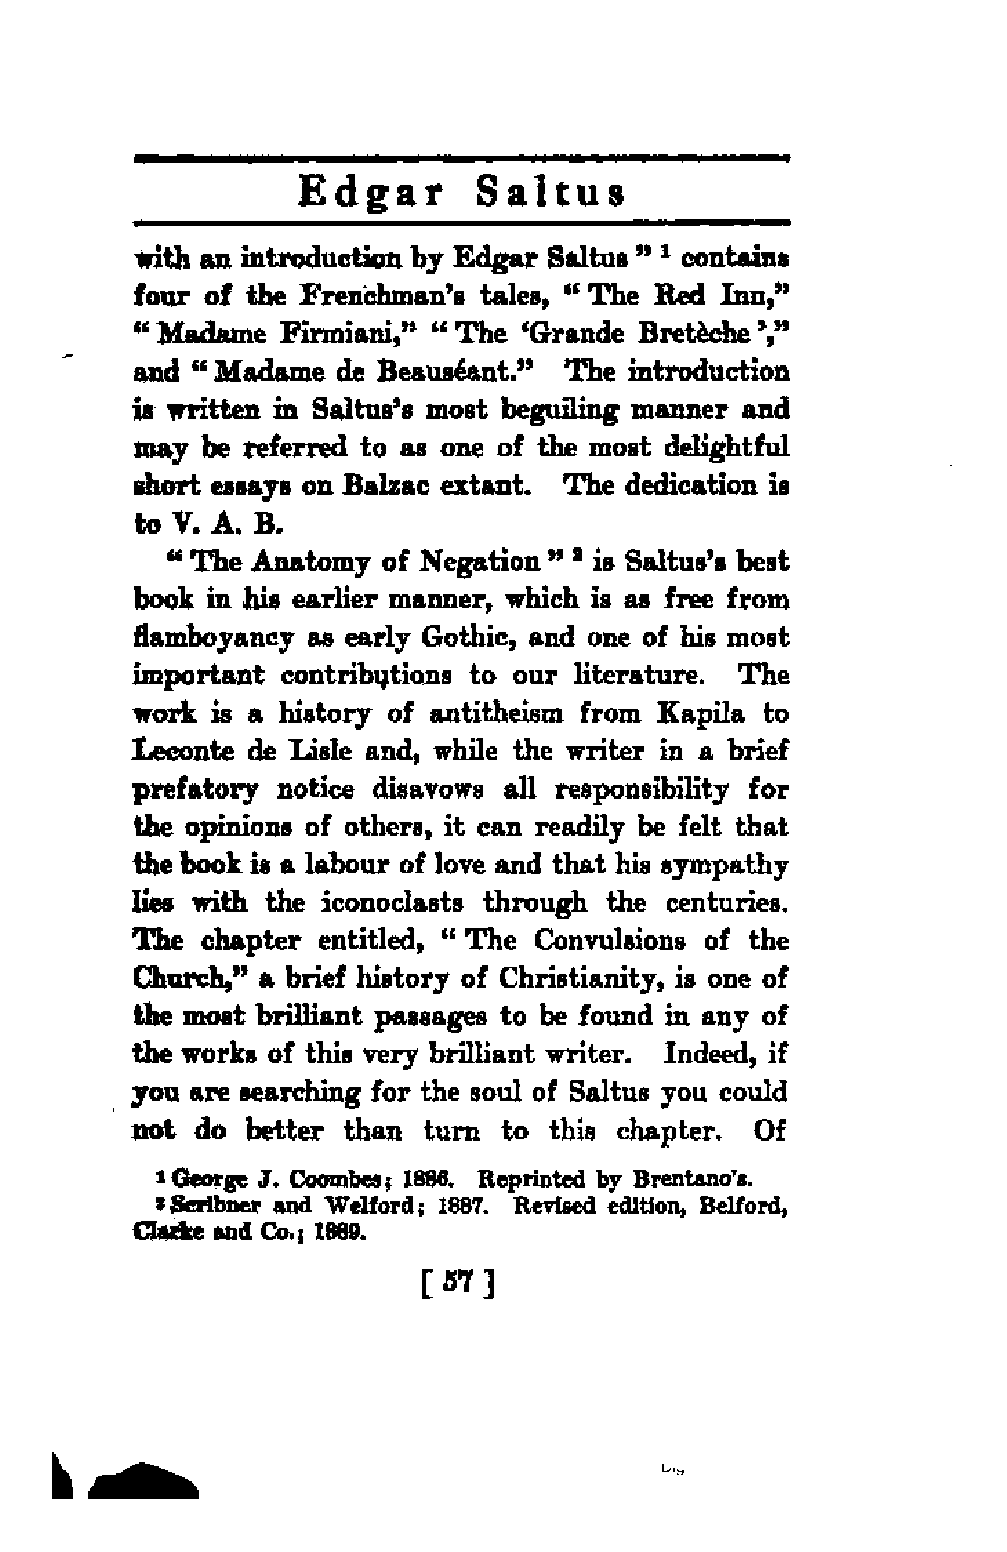 Edgar Saltus
with an introduction by Edgar Saltus" ¹ contains
four of the Frenchman's tales, "The Red Inn,"
"Madame Firmiani," "The 'Grande Bretèche',"
and "Madame de Beauséant." The introduction
is written in Saltus's most beguiling manner and
may be referred to as one of the most delightful
short essays on Balzac extant. The dedication is
to V. A. B.
"The Anatomy of Negation" ² is Saltus's best
book in his earlier manner, which is as free from
flamboyancy as early Gothic, and one of his most
important contributions to our literature. The
work is a history of antitheism from Kapila to
Leconte de Lisle and, while the writer in a brief
prefatory notice disavows all responsibility for
the opinions of others, it can readily be felt that
the book is a labour of love and that his sympathy
lies with the iconoclasts through the centuries.
The chapter entitled, "The Convulsions of the
Church," a brief history of Christianity, is one of
the most brilliant passages to be found in any of
the works of this very brilliant writer. Indeed, if
you are searching for the soul of Saltus you could
not do better than turn to this chapter. Of
¹ George J. Coombes; 1886. Reprinted by Brentano's.
² Scribner and Welford; 1887. Revised edition, Belford,
Clarke and Co.; 1889.
[ 57 ]
Dig